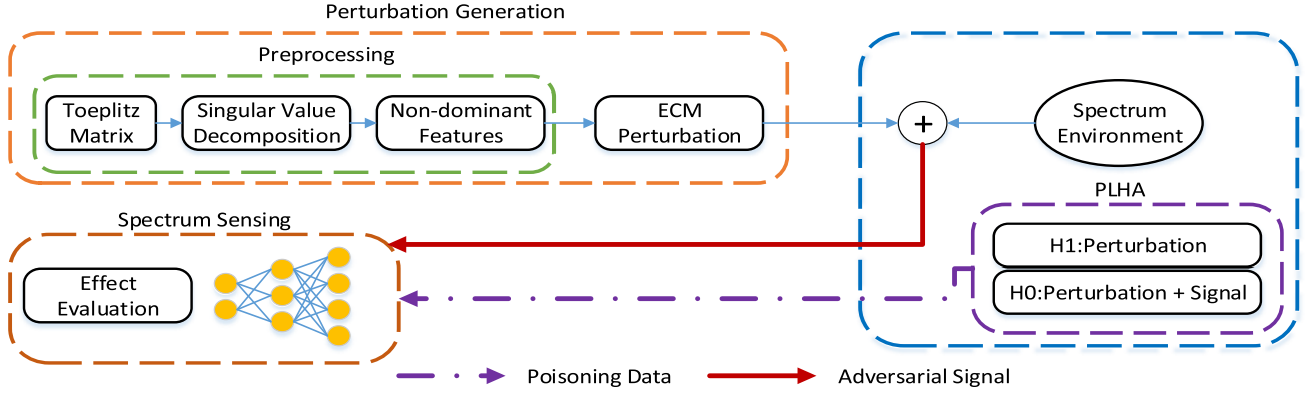 Perturbation Generation
Preprocessing
Toeplitz
Matrix
Singular Value
Decomposition
Non-dominant
Features
ECM
Perturbation
+
Spectrum
Environment
PLHA
H1:Perturbation
H0:Perturbation + Signal
Spectrum Sensing
Effect
Evaluation
Poisoning Data
Adversarial Signal